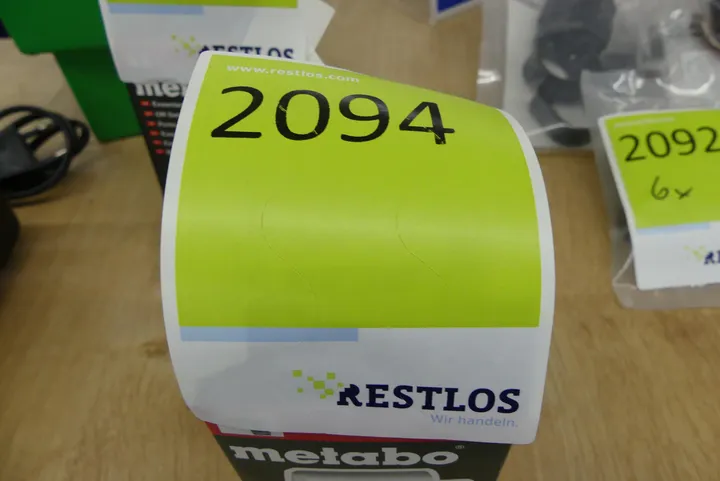 RESTLOS
www.restlos.com
2094
RESTLOS
Wir handeln.
metabo
2092
6x